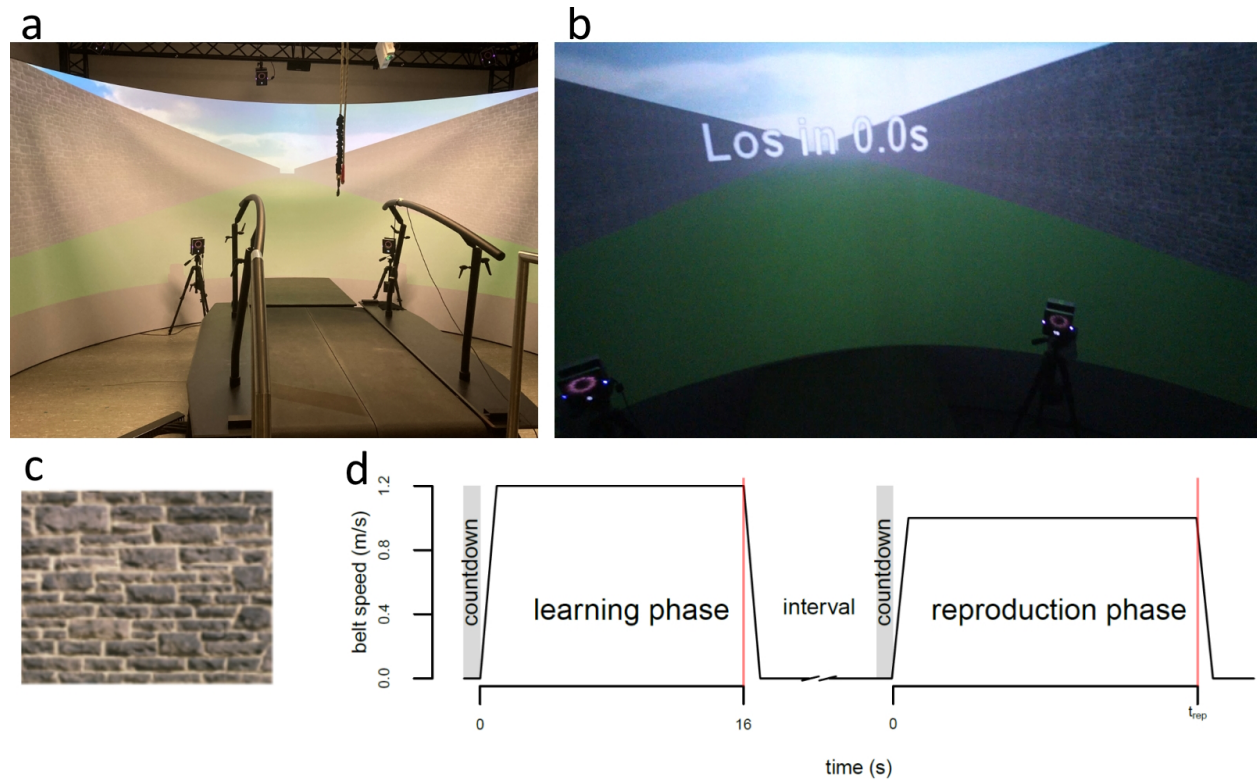 a
b
Los in 0.0s
c
d
belt speed (m/s)
0.0
0.4
0.8
1.2
countdown
learning phase
interval
countdown
reproduction phase
0
16
0
trep
time (s)